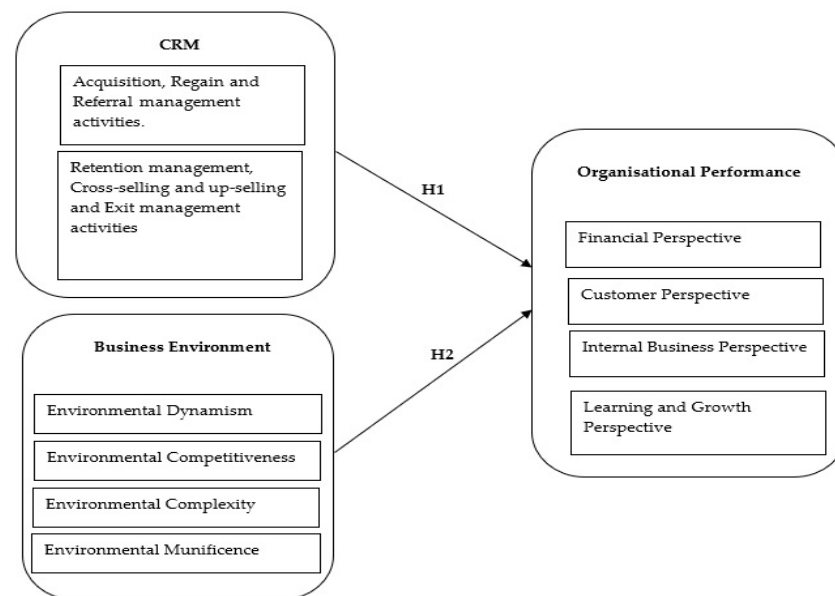 CRM
Acquisition, Regain and
Referral management
activities.
Retention management,
Cross-selling and up-selling
and Exit management
activities
H1
Organisational Performance
Financial Perspective
Customer Perspective
Internal Business Perspective
Learning and Growth
Perspective
Business Environment
H2
Environmental Dynamism
Environmental Competitiveness
Environmental Complexity
Environmental Munificence